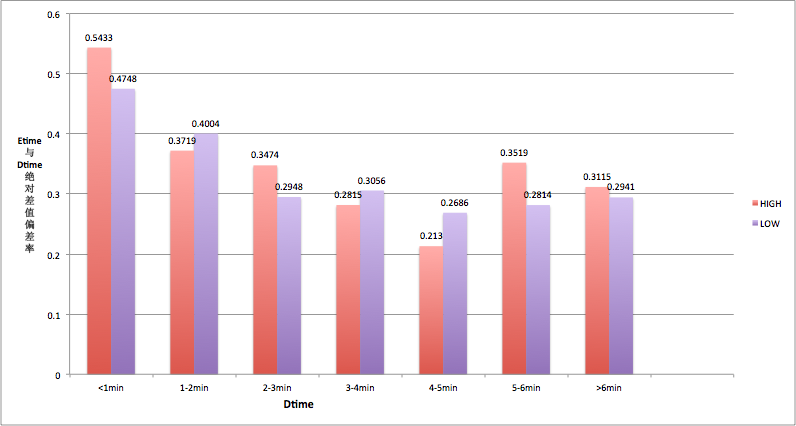 0.6
0.5
0.4
0.3
0.2
0.1
0
Etime
与
Dtime
绝
对
差
值
偏
差
率
0.5433
0.4748
0.3719
0.4004
0.3474
0.2948
0.2815
0.3056
0.213
0.2686
0.3519
0.2814
0.3115
0.2941
<1min
1-2min
2-3min
3-4min
4-5min
5-6min
>6min
Dtime
HIGH
LOW